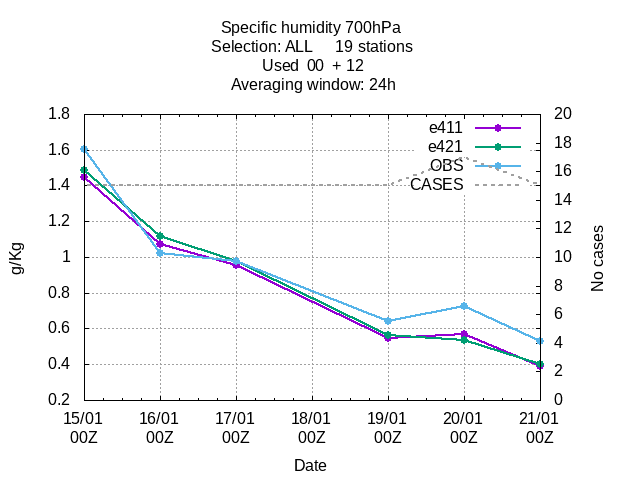 Specific humidity 700hPa
Selection: ALL     19 stations
Used  00  + 12
Averaging window: 24h
1.8
1.6
1.4
1.2
1
0.8
0.6
0.4
0.2
g/Kg
20
18
16
14
12
10
8
6
4
2
0
No cases
e411
e421
OBS
CASES
15/01 16/01 17/01 18/01 19/01 20/01 21/01
00Z 00Z 00Z 00Z 00Z 00Z 00Z
Date